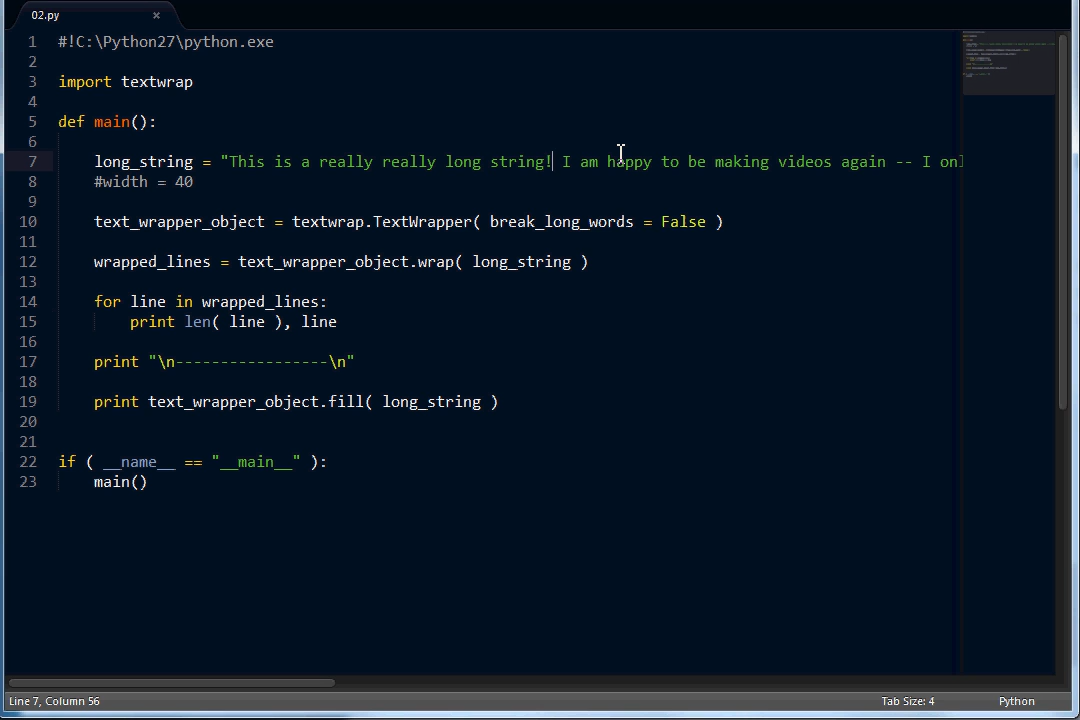 02.py ×
1 #!C:\Python27\python.exe
2
3 import textwrap
4
5 def main():
6
7 long_string = "This is a really really long string! I am happy to be making videos again -- I onl
8 #width = 40
9
10 text_wrapper_object = textwrap.TextWrapper( break_long_words = False )
11
12 wrapped_lines = text_wrapper_object.wrap( long_string )
13
14 for line in wrapped_lines:
15 print len( line ), line
16
17 print "\n-----------------\n"
18
19 print text_wrapper_object.fill( long_string )
20
21
22 if ( __name__ == "__main__" ):
23 main()
Line 7, Column 56 Tab Size: 4 Python